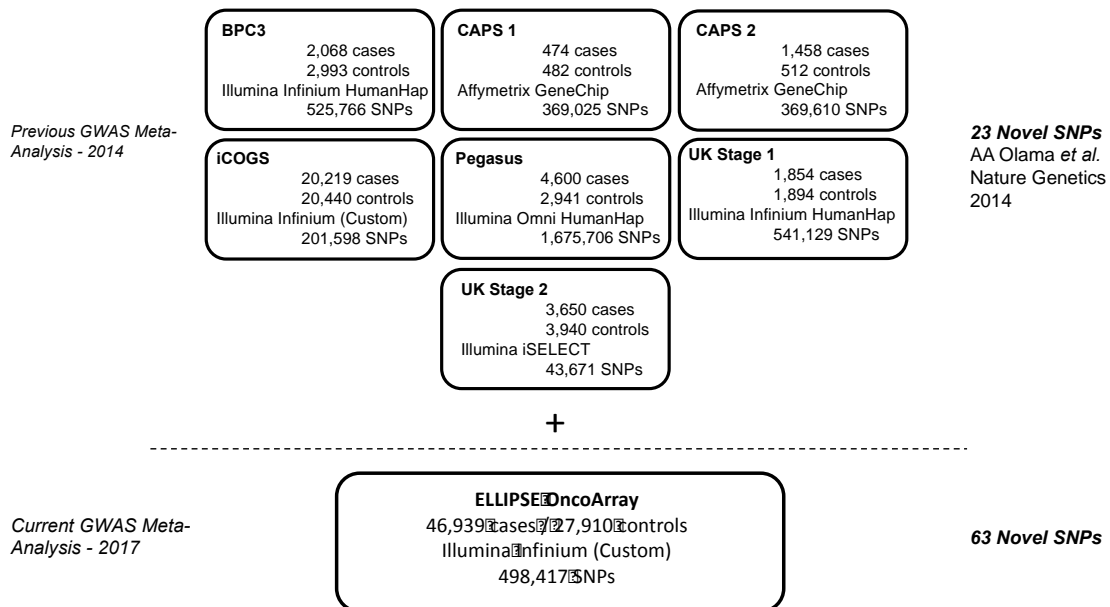 BPC3
2,068 cases
2,993 controls
Illumina Infinium HumanHap
525,766 SNPs
CAPS 1
474 cases
482 controls
Affymetrix GeneChip
369,025 SNPs
CAPS 2
1,458 cases
512 controls
Affymetrix GeneChip
369,610 SNPs
Previous GWAS Meta-
Analysis - 2014
23 Novel SNPs
AA Olama et al.
Nature Genetics
2014
iCOGS
20,219 cases
20,440 controls
Illumina Infinium (Custom)
201,598 SNPs
Pegasus
4,600 cases
2,941 controls
Illumina Omni HumanHap
1,675,706 SNPs
UK Stage 1
1,854 cases
1,894 controls
Illumina Infinium HumanHap
541,129 SNPs
UK Stage 2
3,650 cases
3,940 controls
Illumina iSELECT
43,671 SNPs
+
Current GWAS Meta-
Analysis - 2017
ELLIPSE OncoArray
46,939 cases / 27,910 controls
Illumina Infinium (Custom)
498,417 SNPs
63 Novel SNPs